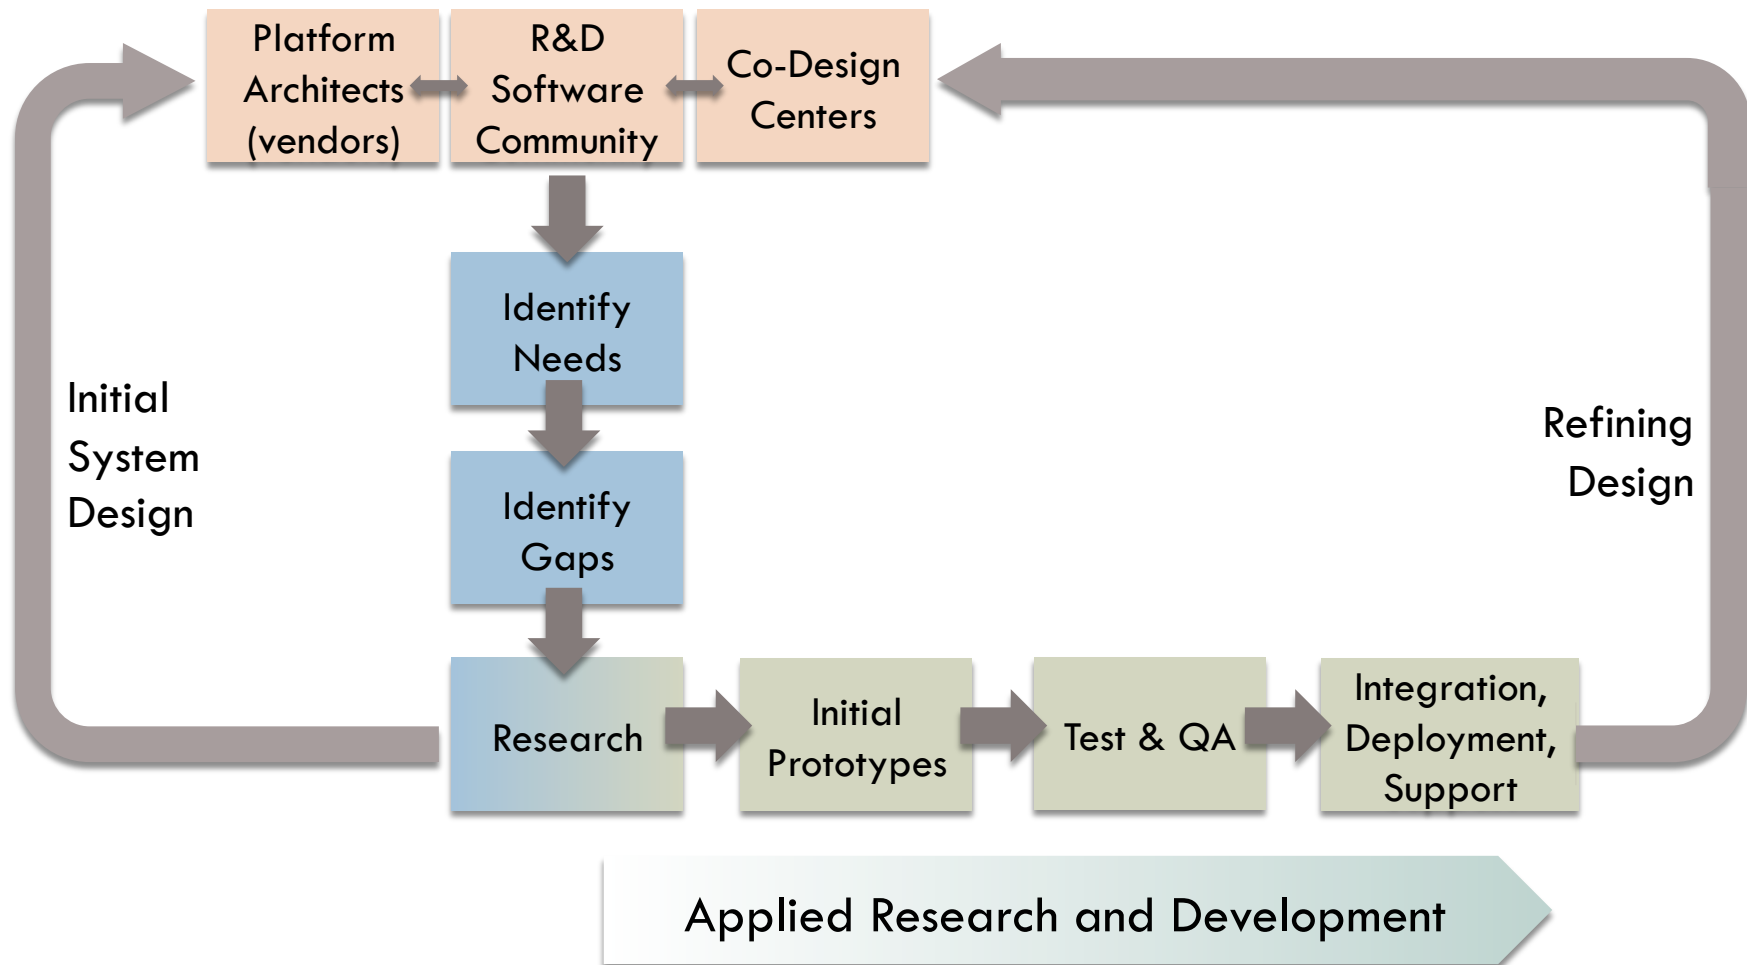 Platform
Architects
(vendors)
R&D
Software
Community
Co-Design
Centers
Identify
Needs
Initial
System
Design
Refining
Design
Identify
Gaps
Research
Initial
Prototypes
Test & QA
Integration,
Deployment,
Support
Applied Research and Development